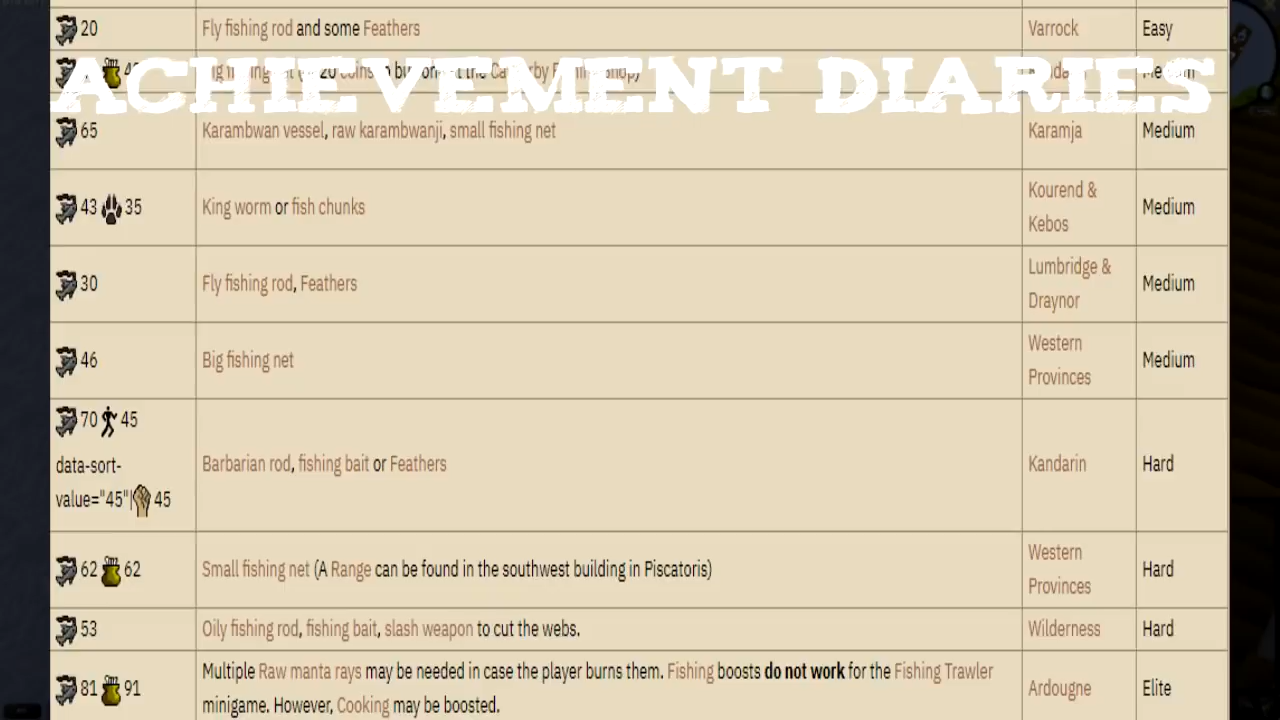 20 Fly fishing rod and some Feathers Varrock Easy
ACHIEVEMENT DIARIES
65 Karambwan vessel, raw karambwanji, small fishing net Karamja Medium
43 35 King worm or fish chunks Kourend & Kebos Medium
30 Fly fishing rod, Feathers Lumbridge & Draynor Medium
46 Big fishing net Western Provinces Medium
70 45
data-sort-
value="45"| 45
Barbarian rod, fishing bait or Feathers Kandarin Hard
62 62 Small fishing net (A Range can be found in the southwest building in Piscatoris) Western Provinces Hard
53 Oily fishing rod, fishing bait, slash weapon to cut the webs. Wilderness Hard
81 91 Multiple Raw manta rays may be needed in case the player burns them. Fishing boosts do not work for the Fishing Trawler
minigame. However, Cooking may be boosted. Ardougne Elite